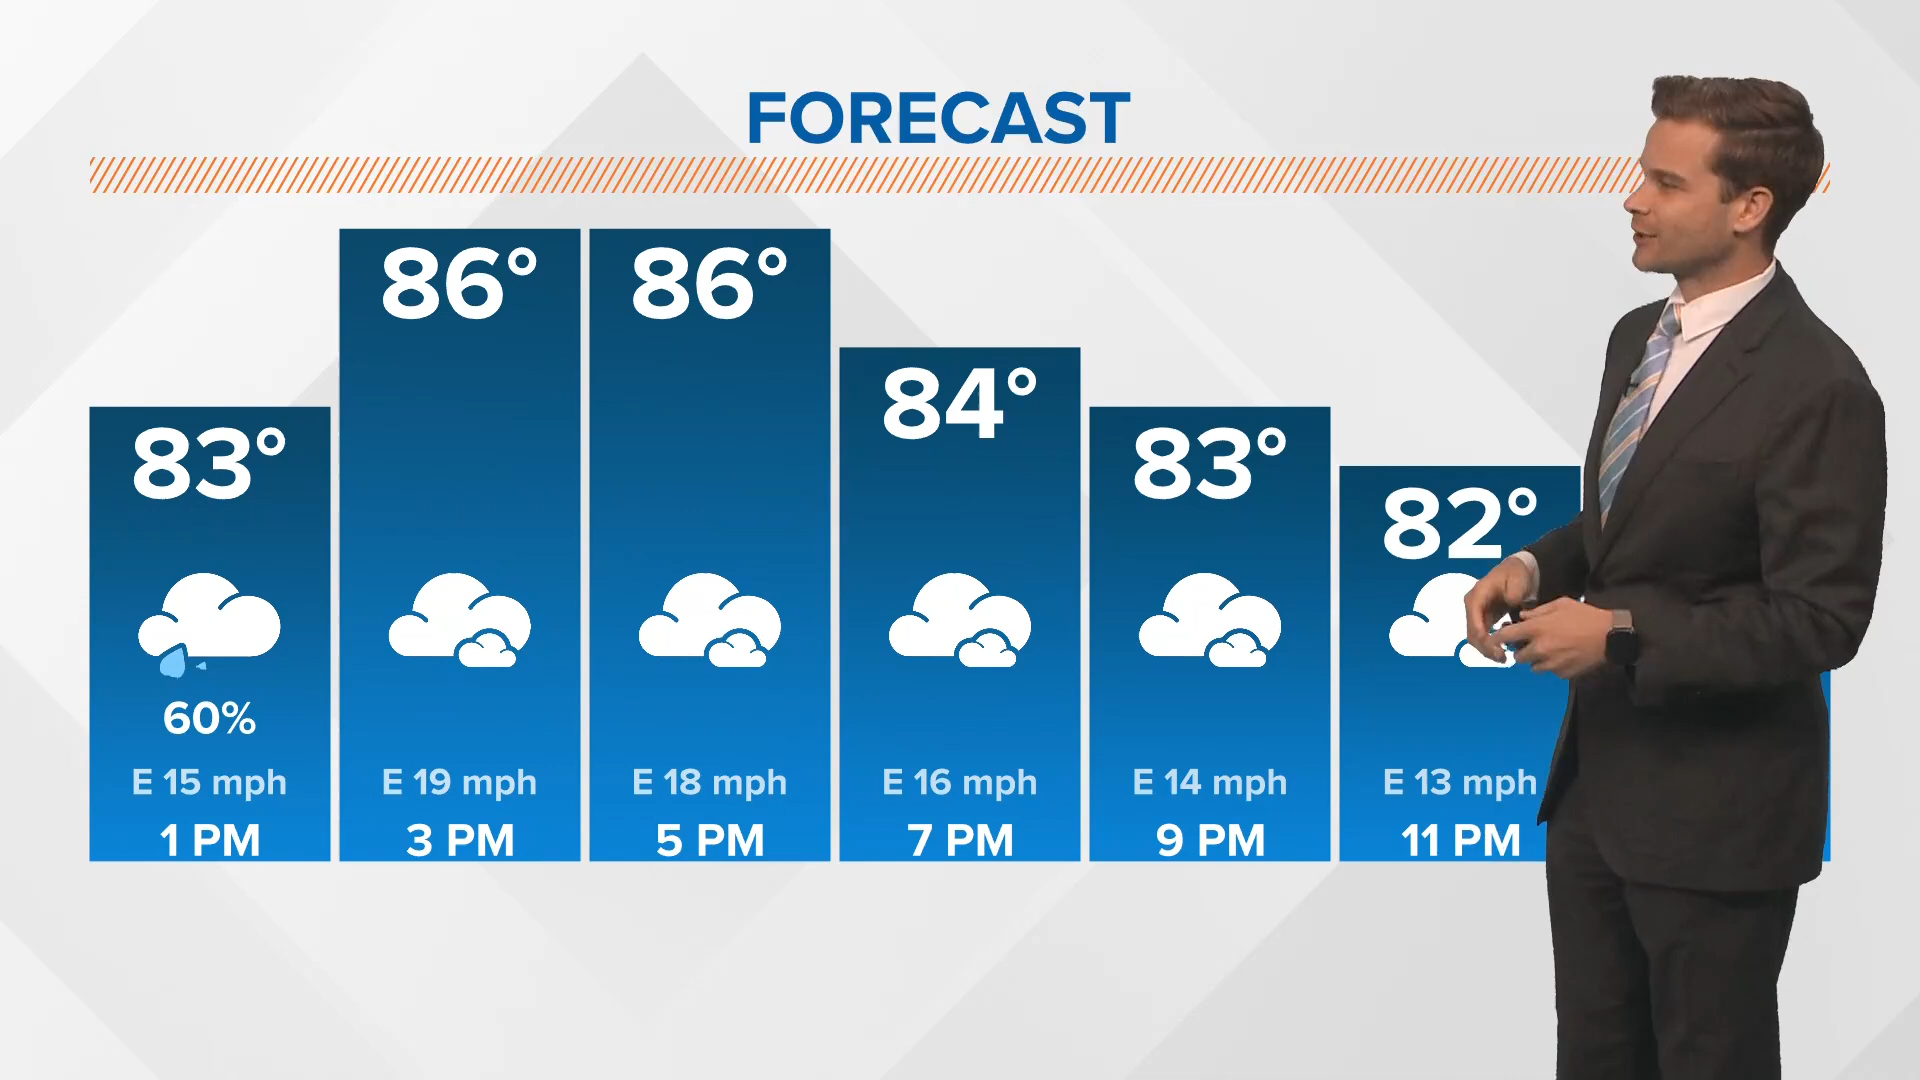 FORECAST
83°
60%
E 15 mph
1 PM
86°
E 19 mph
3 PM
86°
E 18 mph
5 PM
84°
E 16 mph
7 PM
83°
E 14 mph
9 PM
82°
E 13 mph
11 PM